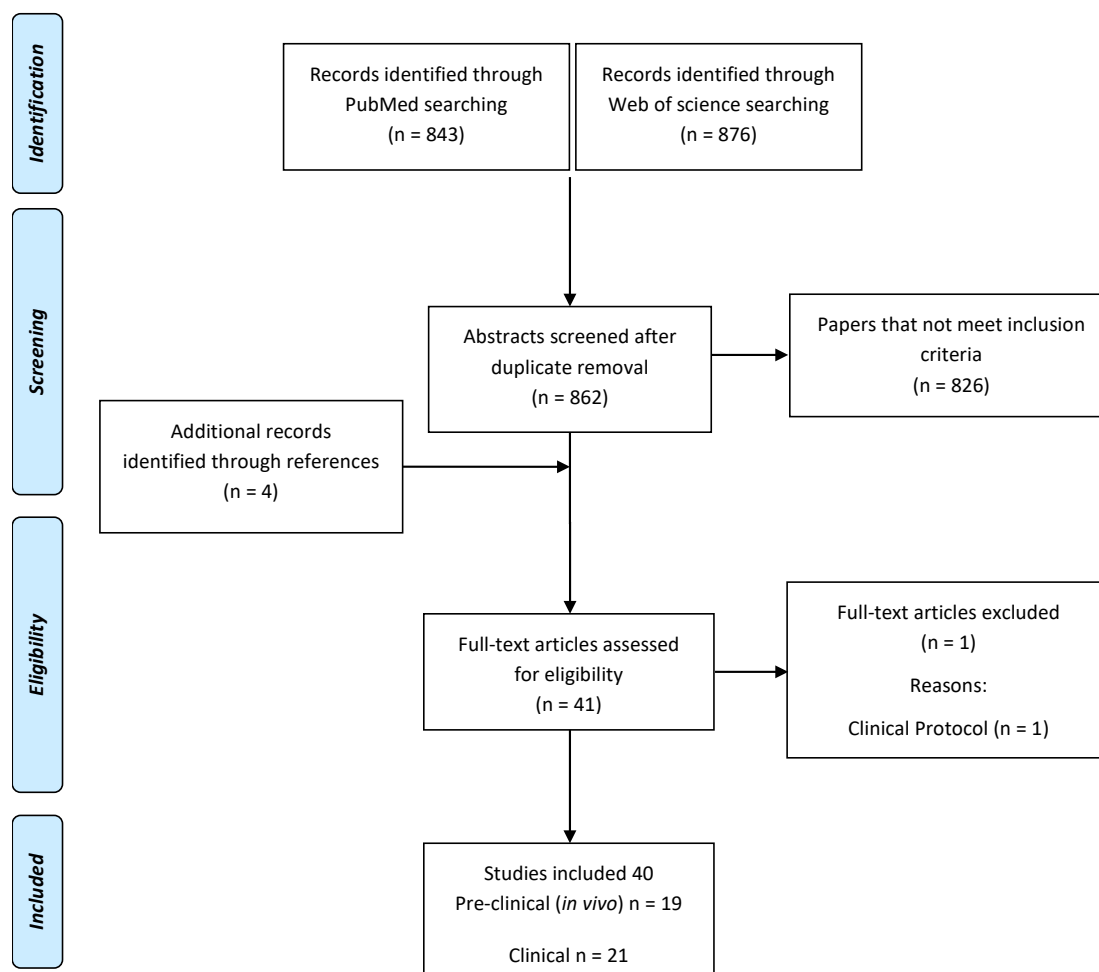 Identification
Records identified through
PubMed searching
(n = 843)
Records identified through
Web of science searching
(n = 876)
Screening
Abstracts screened after
duplicate removal
(n = 862)
Papers that not meet inclusion
criteria
(n = 826)
Additional records
identified through references
(n = 4)
Eligibility
Full-text articles assessed
for eligibility
(n = 41)
Full-text articles excluded
(n = 1)
Reasons:
Clinical Protocol (n = 1)
Included
Studies included 40
Pre-clinical (in vivo) n = 19
Clinical n = 21